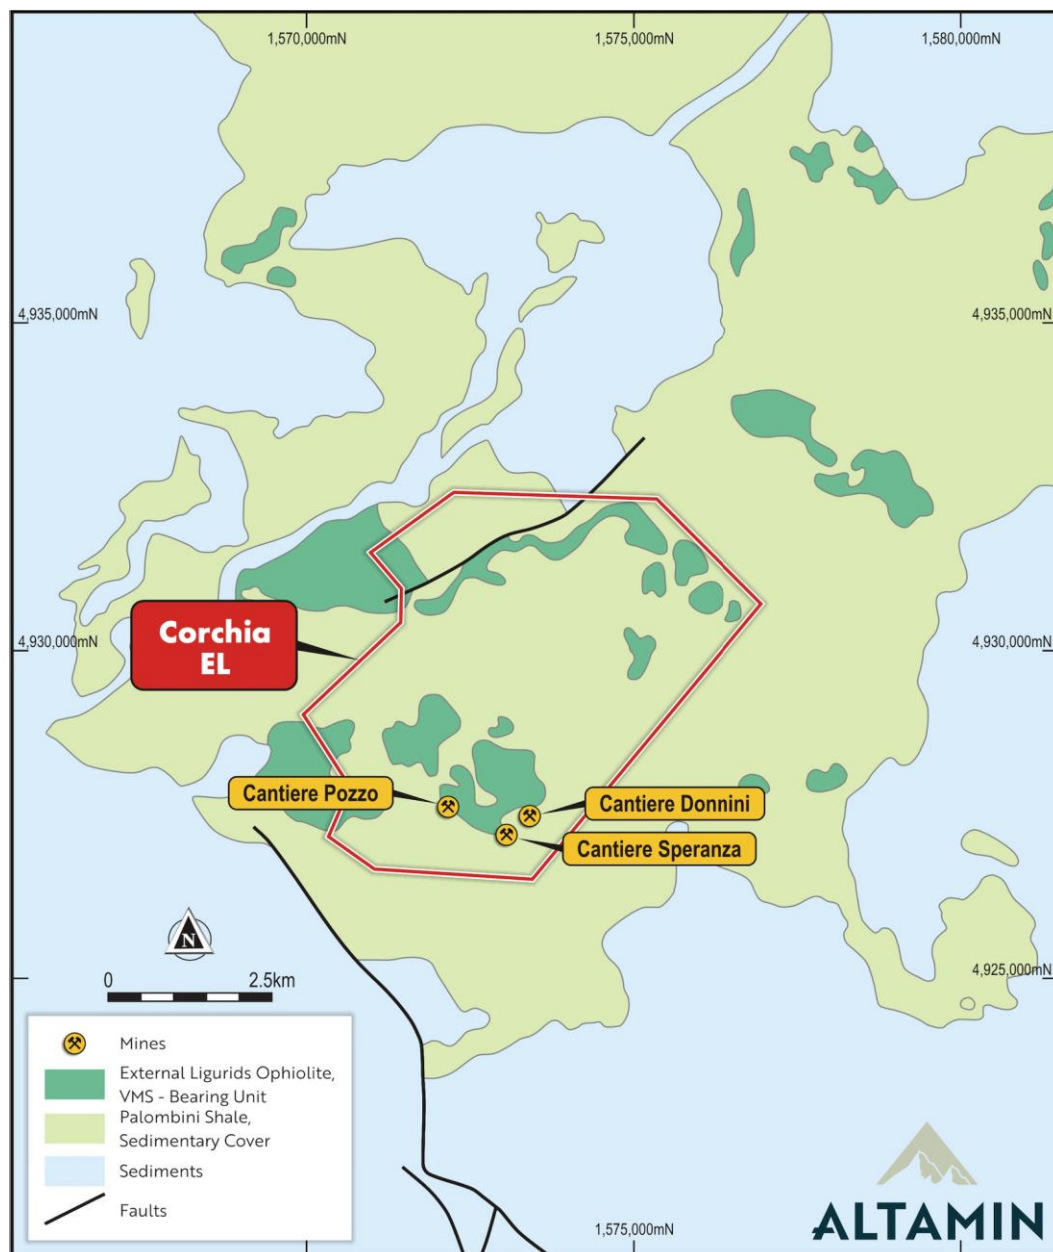 1,570,000mN
1,575,000mN
1,580,000mN
4,935,000mN
4,935,000mN
Corchia
EL
4,930,000mN
4,930,000mN
Cantiere Pozzo
Cantiere Donnini
Cantiere Speranza
N
0
2.5km
4,925,000mN
Mines
External Ligurids Ophiolite,
VMS - Bearing Unit
Palombini Shale,
Sedimentary Cover
Sediments
Faults
1,575,000mN
ALTAMIN